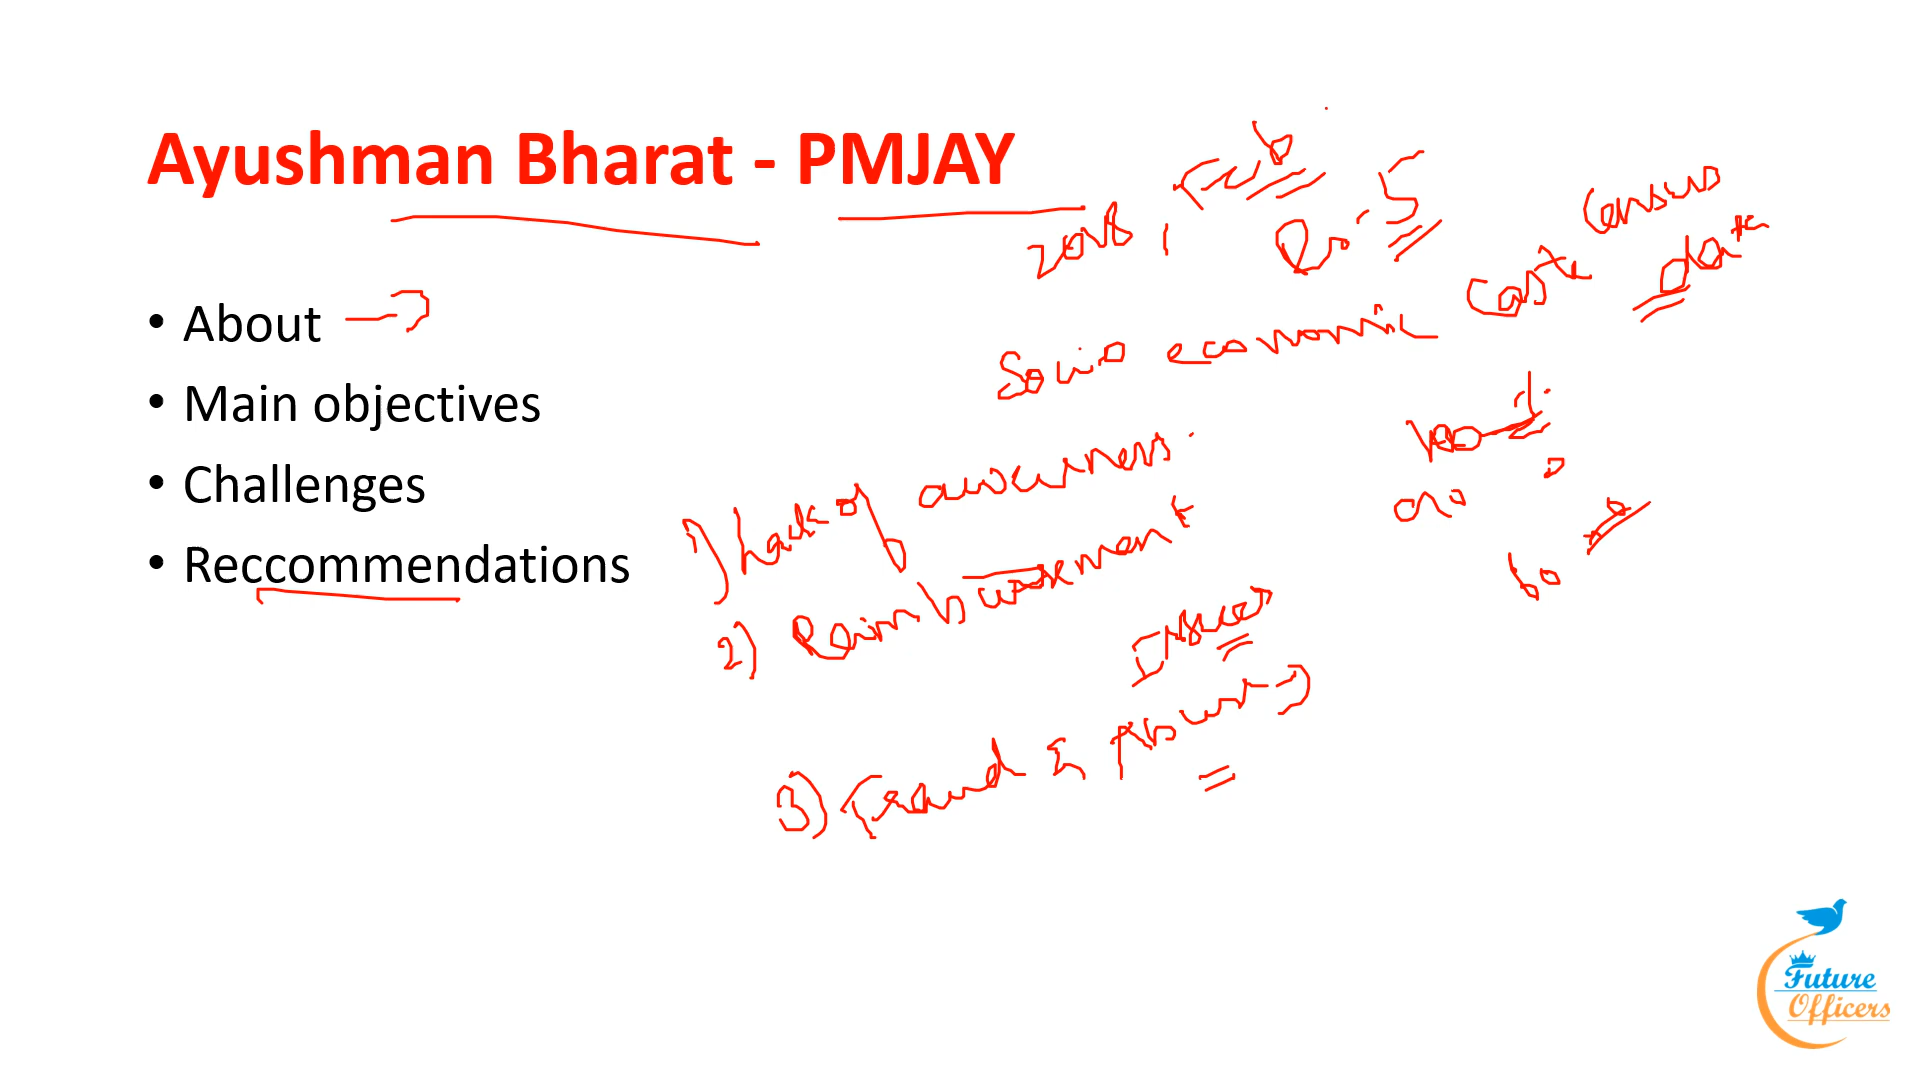 Ayushman Bharat - PMJAY
2018, Feb
Rs. 5
• About
Socio economic Caste Census
data
• Main objectives
• Challenges
1) Lack of awareness.
• Reccommendations
2) Reimbursement
Issues
3) Fraud & Abuse
Future
Officers